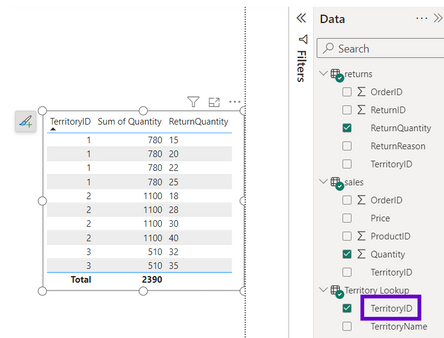 Data
Search
Filters
TerritoryID Sum of Quantity ReturnQuantity
1 780 15
1 780 20
1 780 22
1 780 25
2 1100 18
2 1100 28
2 1100 30
2 1100 40
3 510 32
3 510 35
Total 2390
returns
OrderID
ReturnID
ReturnQuantity
ReturnReason
TerritoryID
sales
OrderID
Price
ProductID
Quantity
TerritoryID
Territory Lookup
TerritoryID
TerritoryName